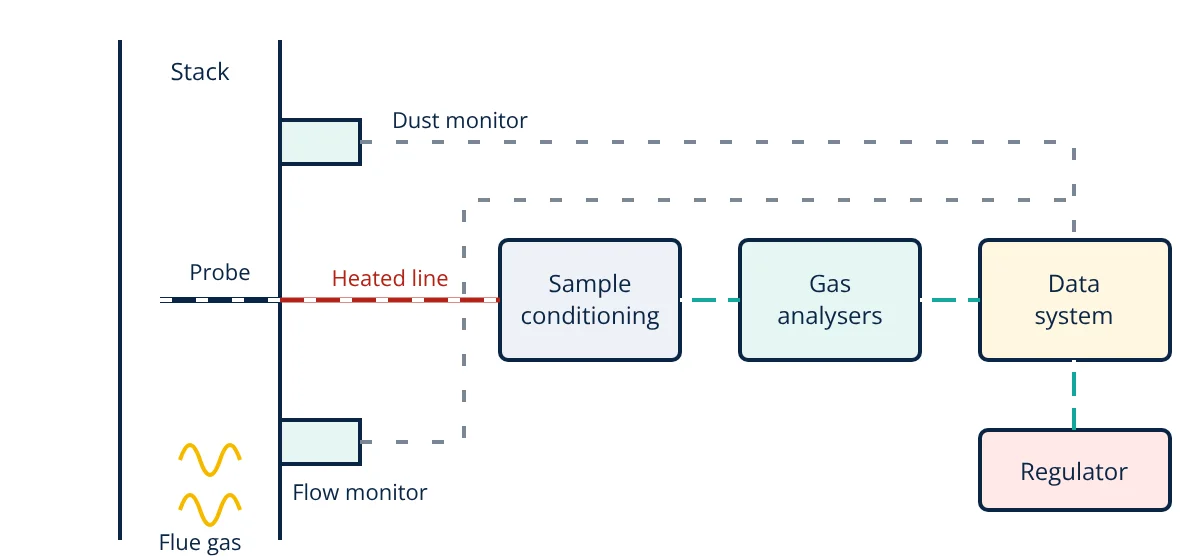 Stack
Dust monitor
Probe
Heated line
Sample
conditioning
Gas
analysers
Data
system
Regulator
Flow monitor
Flue gas